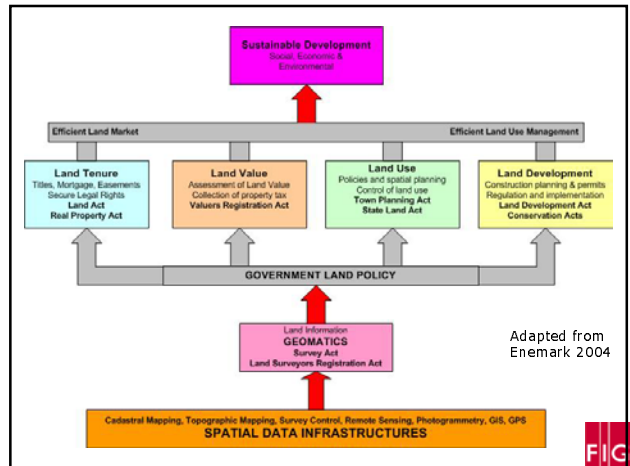 Sustainable Development
Social, Economic &
Environmental
Efficient Land Market
Efficient Land Use Management
Land Tenure
Titles, Mortgage, Easements
Secure Legal Rights
Land Act
Real Property Act
Land Value
Assessment of Land Value
Collection of property tax
Valuers Registration Act
Land Use
Policies and spatial planning
Control of land use
Town Planning Act
State Land Act
Land Development
Construction planning & permits
Regulation and implementation
Land Development Act
Conservation Acts
GOVERNMENT LAND POLICY
Land Information
GEOMATICS
Survey Act
Land Surveyors Registration Act
Adapted from
Enemark 2004
Cadastral Mapping, Topographic Mapping, Survey Control, Remote Sensing, Photogrammetry, GIS, GPS
SPATIAL DATA INFRASTRUCTURES
FIG